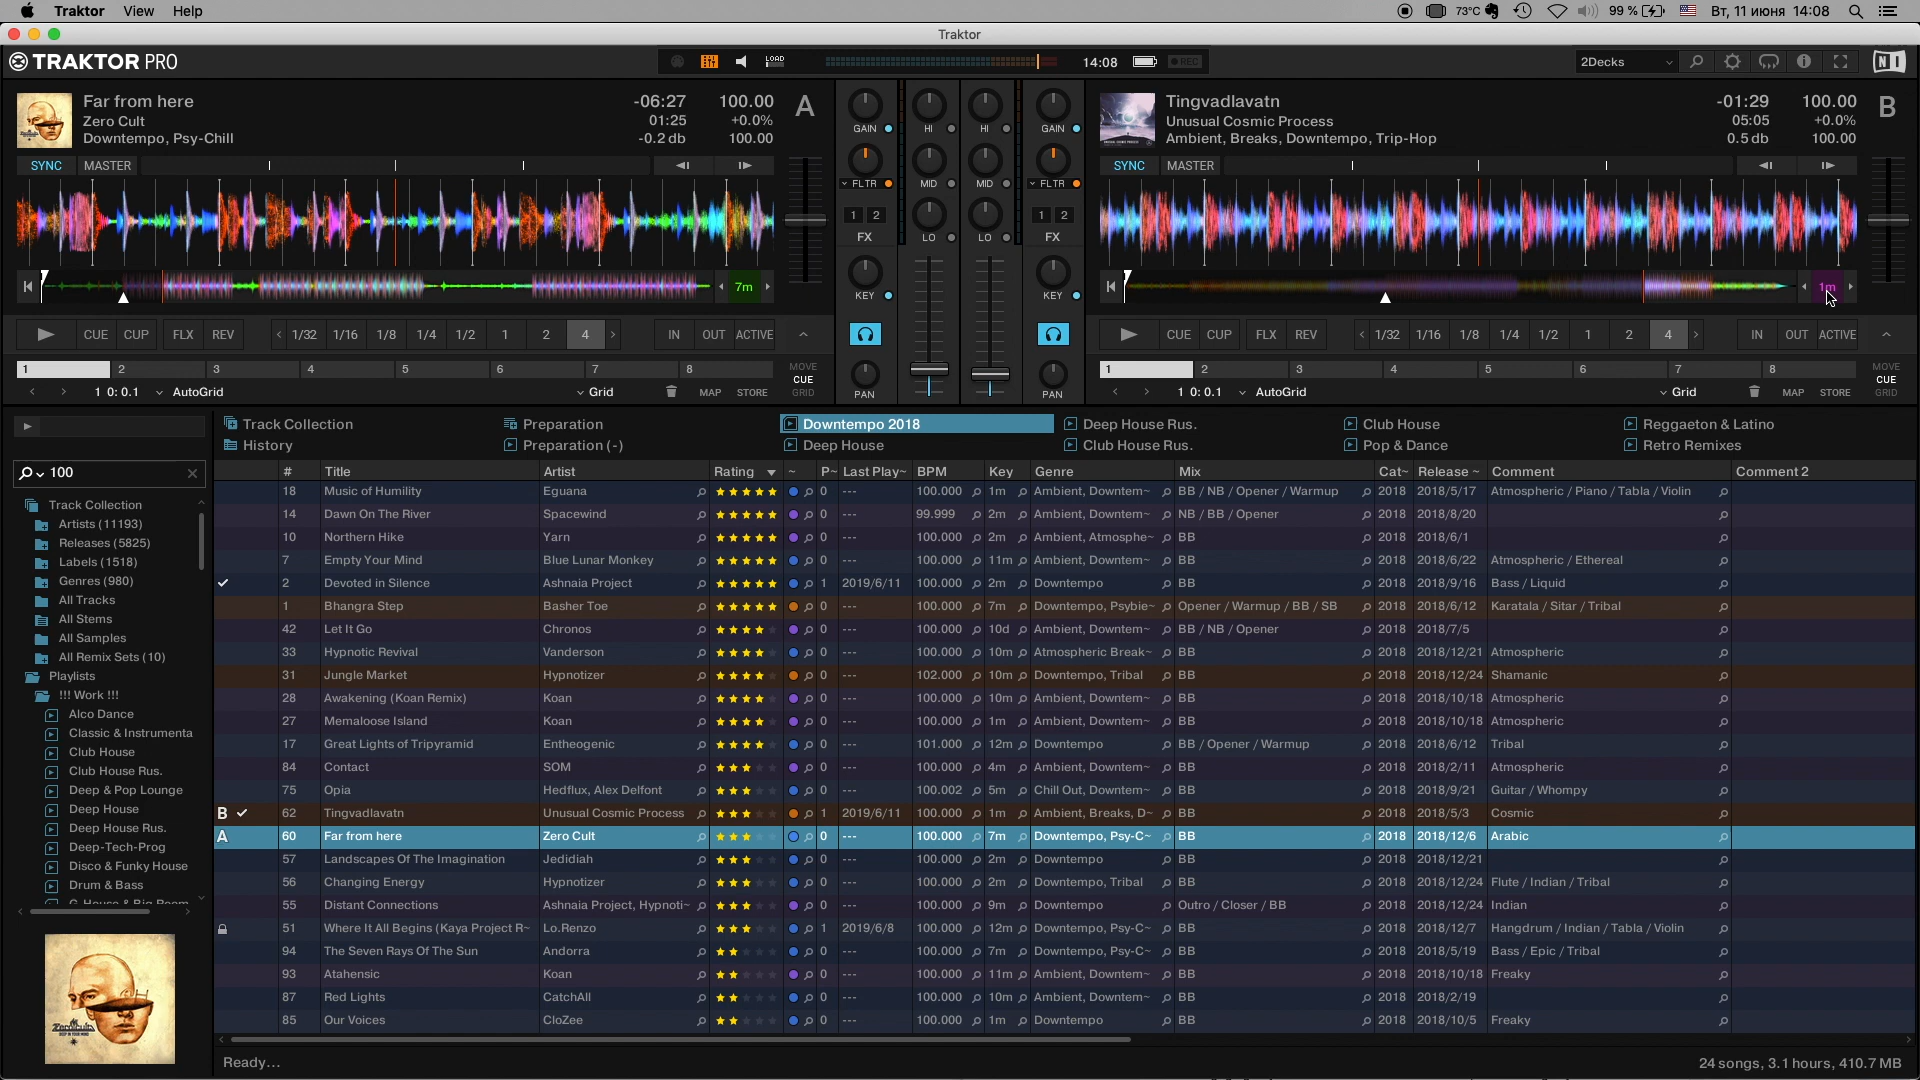 Traktor View Help 73°C 99 % Вт, 11 июня 14:08
Traktor
TRAKTOR PRO LOAD 14:08 REC 2Decks
Far from here -06:27 100.00 A
Zero Cult 01:25 +0.0%
Downtempo, Psy-Chill -0.2 db 100.00
SYNC MASTER
7m
CUE CUP FLX REV 1/32 1/16 1/8 1/4 1/2 1 2 4 IN OUT ACTIVE
1 2 3 4 5 6 7 8 MOVE CUE GRID
1 0: 0.1 AutoGrid Grid MAP STORE
GAIN HI HI GAIN
FLTR MID MID FLTR
1 2 1 2
FX LO LO FX
KEY KEY
PAN PAN
Tingvadlavatn -01:29 100.00 B
Unusual Cosmic Process 05:05 +0.0%
Ambient, Breaks, Downtempo, Trip-Hop 0.5 db 100.00
SYNC MASTER
1m
CUE CUP FLX REV 1/32 1/16 1/8 1/4 1/2 1 2 4 IN OUT ACTIVE
1 2 3 4 5 6 7 8 MOVE CUE GRID
1 0: 0.1 AutoGrid Grid MAP STORE
Track Collection Preparation Downtempo 2018 Deep House Rus. Club House Reggaeton & Latino
History Preparation (-) Deep House Club House Rus. Pop & Dance Retro Remixes
100
Track Collection
Artists (11193)
Releases (5825)
Labels (1518)
Genres (980)
All Tracks
All Stems
All Samples
All Remix Sets (10)
Playlists
!!! Work !!!
Alco Dance
Classic & Instrumenta
Club House
Club House Rus.
Deep & Pop Lounge
Deep House
Deep House Rus.
Deep-Tech-Prog
Disco & Funky House
Drum & Bass
G-House & Big Room
# Title Artist Rating ~ P~ Last Play~ BPM Key Genre Mix Cat~ Release ~ Comment Comment 2
18 Music of Humility Eguana 0 --- 100.000 1m Ambient, Downtem~ BB / NB / Opener / Warmup 2018 2018/5/17 Atmospheric / Piano / Tabla / Violin
14 Dawn On The River Spacewind 0 --- 99.999 2m Ambient, Downtem~ NB / BB / Opener 2018 2018/8/20
10 Northern Hike Yarn 0 --- 100.000 2m Ambient, Atmosphe~ BB 2018 2018/6/1
7 Empty Your Mind Blue Lunar Monkey 0 --- 100.000 11m Ambient, Downtem~ BB 2018 2018/6/22 Atmospheric / Ethereal
2 Devoted in Silence Ashnaia Project 1 2019/6/11 100.000 2m Downtempo BB 2018 2018/9/16 Bass / Liquid
1 Bhangra Step Basher Toe 0 --- 100.000 7m Downtempo, Psybie~ Opener / Warmup / BB / SB 2018 2018/6/12 Karatala / Sitar / Tribal
42 Let It Go Chronos 0 --- 100.000 10d Ambient, Downtem~ BB / NB / Opener 2018 2018/7/5
33 Hypnotic Revival Vanderson 0 --- 100.000 10m Atmospheric Break~ BB 2018 2018/12/21 Atmospheric
31 Jungle Market Hypnotizer 0 --- 102.000 10m Downtempo, Tribal BB 2018 2018/12/24 Shamanic
28 Awakening (Koan Remix) Koan 0 --- 100.000 10m Ambient, Downtem~ BB 2018 2018/10/18 Atmospheric
27 Memaloose Island Koan 0 --- 100.000 1m Ambient, Downtem~ BB 2018 2018/10/18 Atmospheric
17 Great Lights of Tripyramid Entheogenic 0 --- 101.000 12m Downtempo BB / Opener / Warmup 2018 2018/6/12 Tribal
84 Contact SOM 0 --- 100.000 4m Ambient, Downtem~ BB 2018 2018/2/11 Atmospheric
75 Opia Hedflux, Alex Delfont 0 --- 100.002 5m Chill Out, Downtem~ BB 2018 2018/9/21 Guitar / Whompy
B 62 Tingvadlavatn Unusual Cosmic Process 1 2019/6/11 100.000 1m Ambient, Breaks, D~ BB 2018 2018/5/3 Cosmic
A 60 Far from here Zero Cult 0 --- 100.000 7m Downtempo, Psy-C~ BB 2018 2018/12/6 Arabic
57 Landscapes Of The Imagination Jedidiah 0 --- 100.000 2m Downtempo BB 2018 2018/12/21
56 Changing Energy Hypnotizer 0 --- 100.000 2m Downtempo, Tribal BB 2018 2018/12/24 Flute / Indian / Tribal
55 Distant Connections Ashnaia Project, Hypnoti~ 0 --- 100.000 9m Downtempo Outro / Closer / BB 2018 2018/12/24 Indian
51 Where It All Begins (Kaya Project R~ Lo.Renzo 1 2019/6/8 100.000 12m Downtempo, Psy-C~ BB 2018 2018/12/7 Hangdrum / Indian / Tabla / Violin
94 The Seven Rays Of The Sun Andorra 0 --- 100.000 7m Downtempo, Psy-C~ BB 2018 2018/5/19 Bass / Epic / Tribal
93 Atahensic Koan 0 --- 100.000 11m Ambient, Downtem~ BB 2018 2018/10/18 Freaky
87 Red Lights CatchAll 0 --- 100.000 10m Ambient, Downtem~ BB 2018 2018/2/19
85 Our Voices CloZee 0 --- 100.000 1m Downtempo BB 2018 2018/10/5 Freaky
Ready... 24 songs, 3.1 hours, 410.7 MB